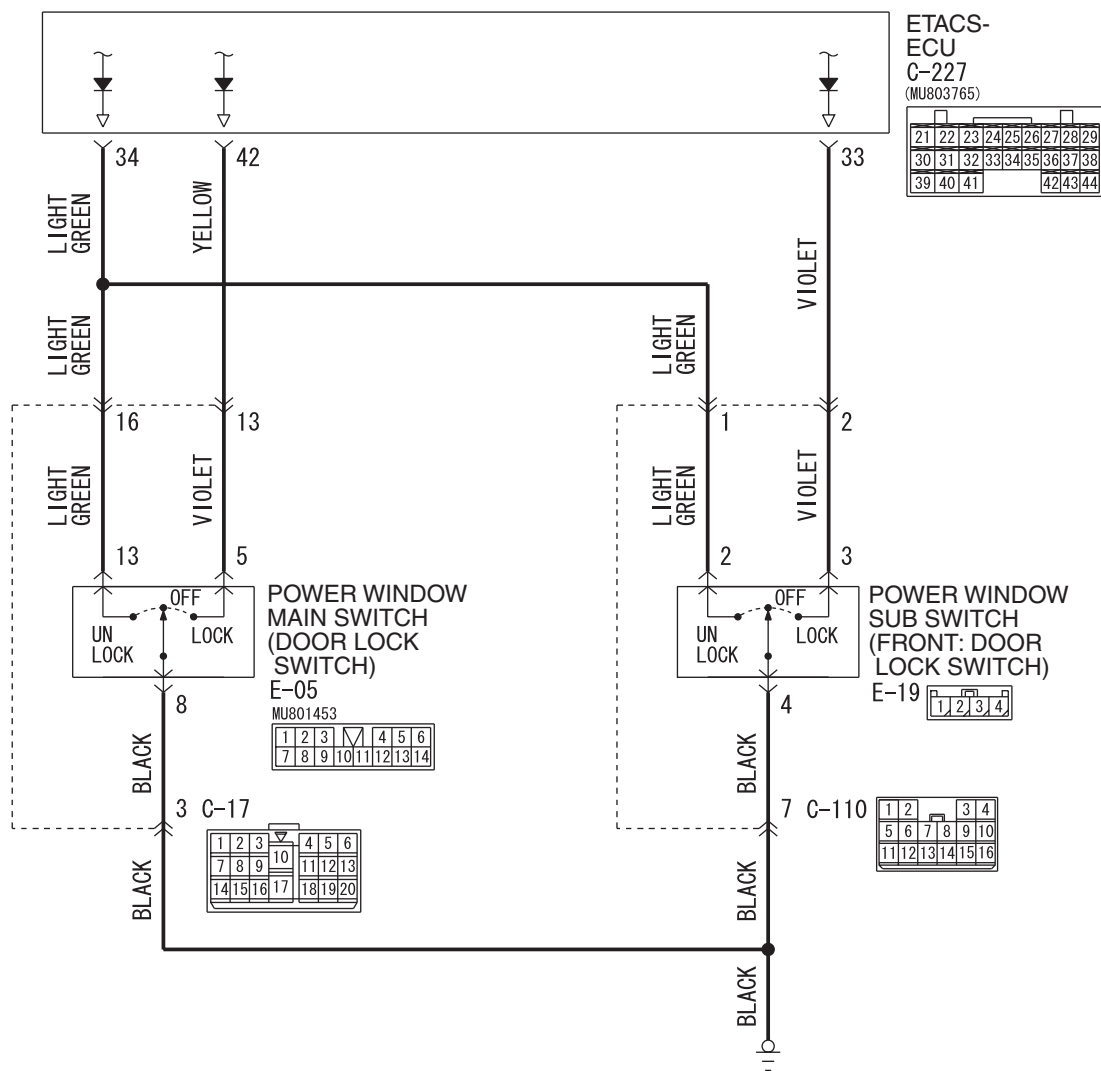 ETACS-
ECU
C-227
(MU803765)
21 22 23 24 25 26 27 28 29
30 31 32 33 34 35 36 37 38
39 40 41 42 43 44
34
42
33
LIGHT
GREEN
YELLOW
VIOLET
LIGHT
GREEN
LIGHT
GREEN
16
13
1
2
LIGHT
GREEN
VIOLET
LIGHT
GREEN
VIOLET
13
5
2
3
OFF
UN
LOCK
LOCK
POWER WINDOW
MAIN SWITCH
(DOOR LOCK
SWITCH)
E-05
MU801453
1 2 3 4 5 6
7 8 9 10 11 12 13 14
OFF
UN
LOCK
LOCK
POWER WINDOW
SUB SWITCH
(FRONT: DOOR
LOCK SWITCH)
E-19
1 2 3 4
8
4
BLACK
BLACK
3 C-17
1 2 3 10 4 5 6
7 8 9 11 12 13
14 15 16 17 18 19 20
7 C-110
1 2 3 4
5 6 7 8 9 10
11 12 13 14 15 16
BLACK
BLACK
BLACK